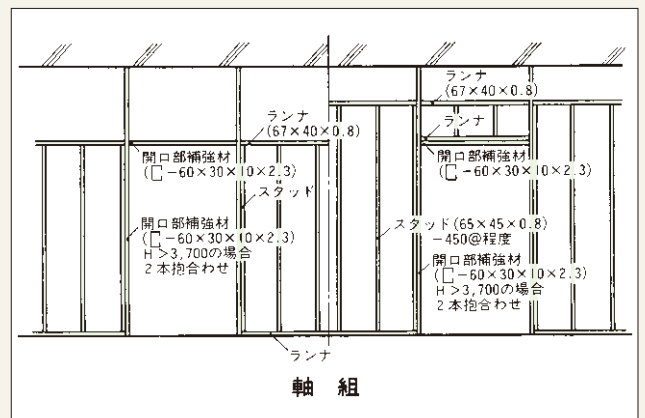 ランナ
(67×40×0.8)
ランナ
(67×40×0.8)
ランナ
開口部補強材
(⊏−60×30×10×2.3)
開口部補強材
(⊏−60×30×10×2.3)
スタッド
開口部補強材
(⊏−60×30×10×2.3)
H>3,700の場合
2本抱合わせ
スタッド(65×45×0.8)
−450@程度
開口部補強材
(⊏−60×30×10×2.3)
H>3,700の場合
2本抱合わせ
ランナ
軸組